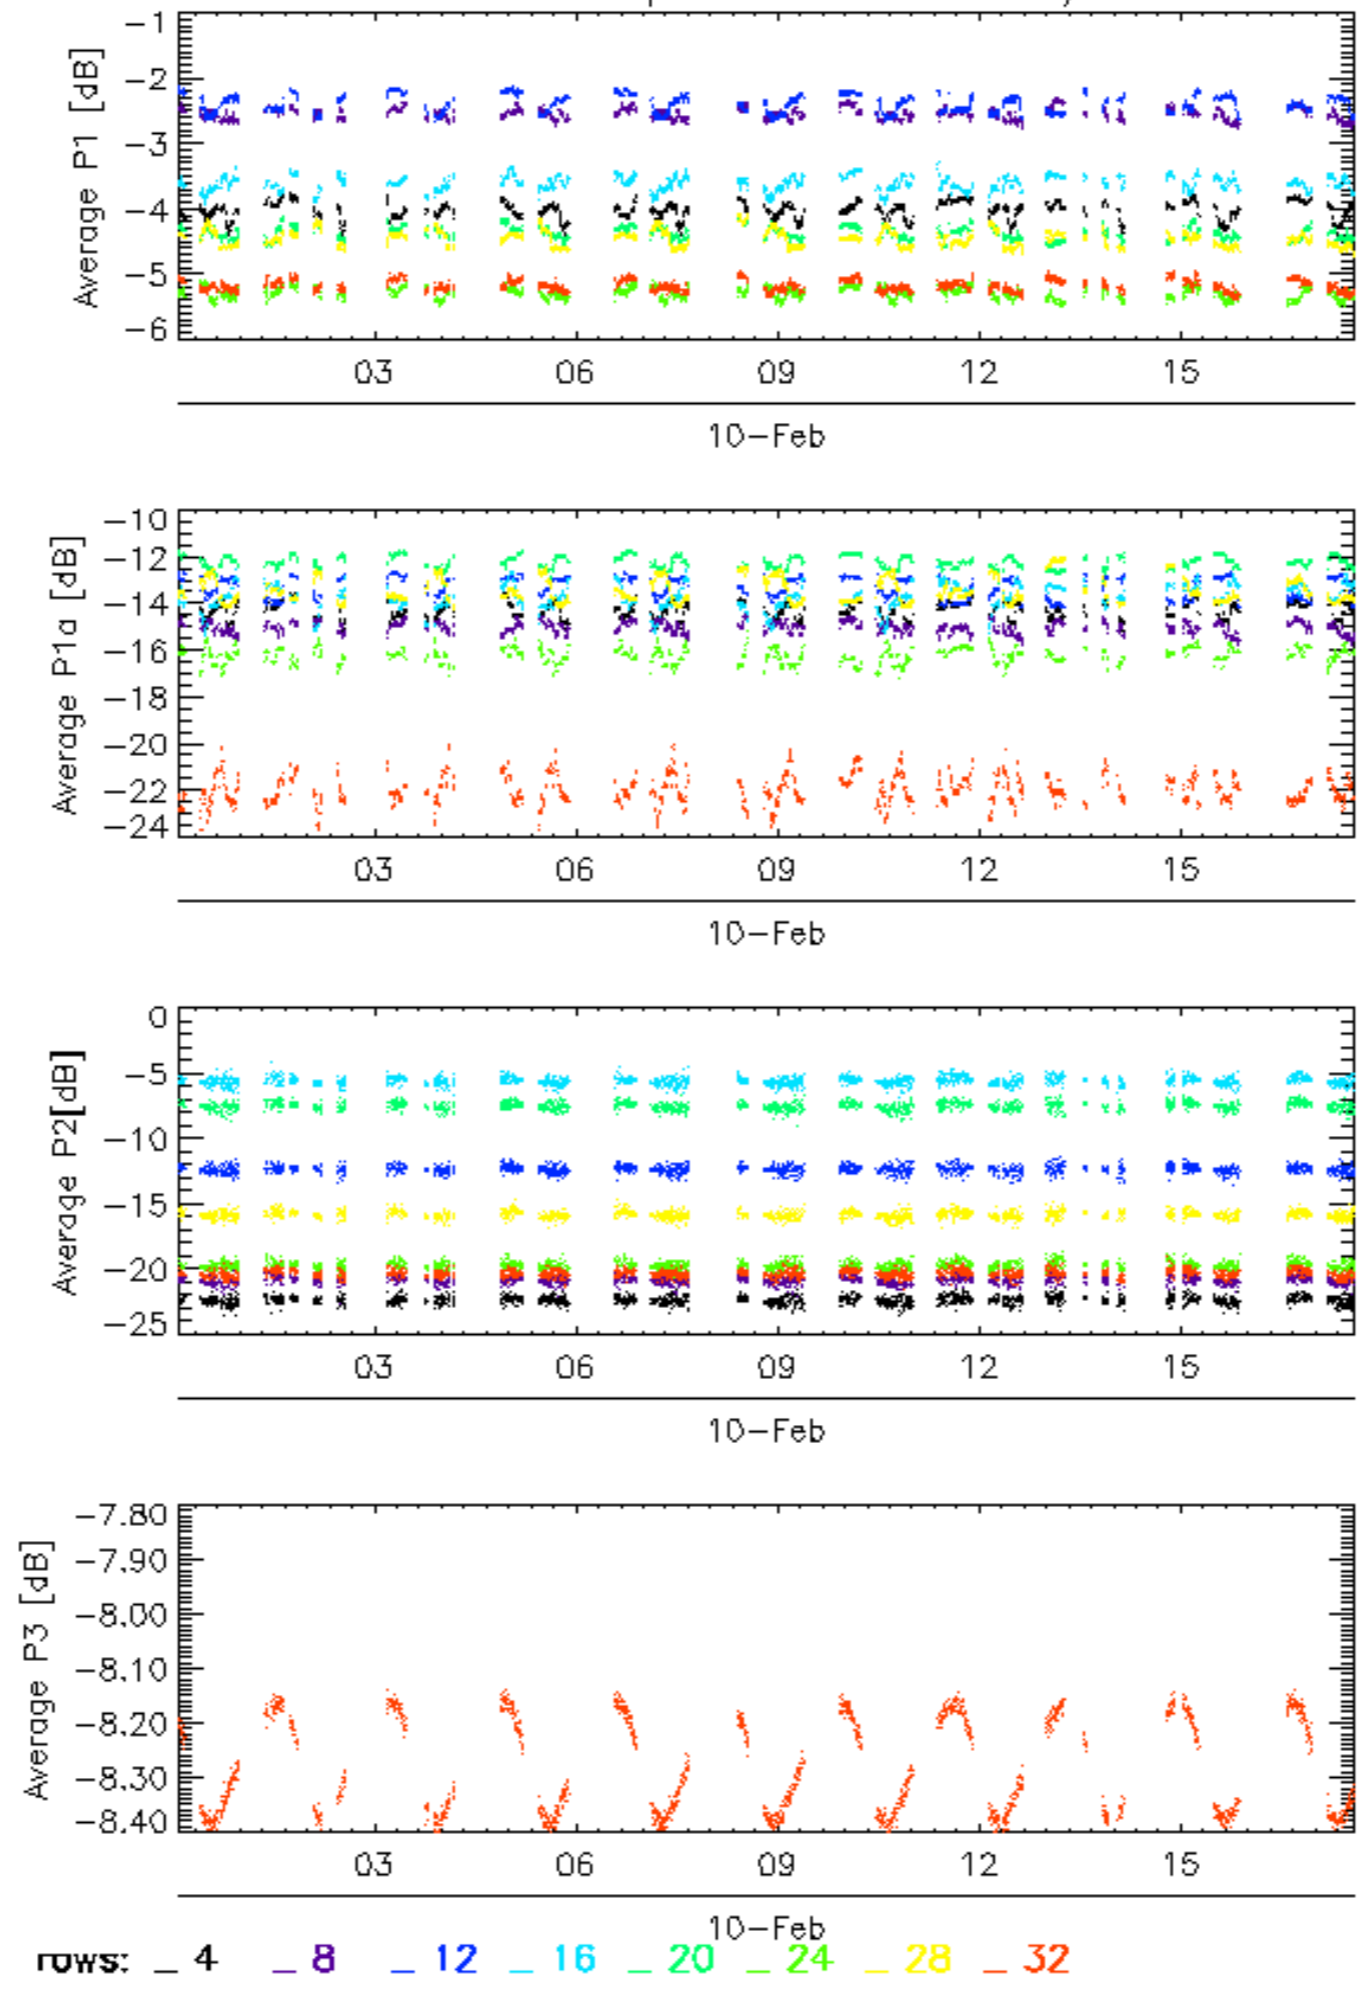 Average P1 [dB]
-1
-2
-3
-4
-5
-6
03 06 09 12 15
10-Feb
Average P1a [dB]
-10
-12
-14
-16
-18
-20
-22
-24
03 06 09 12 15
10-Feb
Average P2[dB]
0
-5
-10
-15
-20
-25
03 06 09 12 15
10-Feb
Average P3 [dB]
-7.80
-7.90
-8.00
-8.10
-8.20
-8.30
-8.40
03 06 09 12 15
10-Feb
rows: _ 4 _ 8 _ 12 _ 16 _ 20 _ 24 _ 28 _ 32